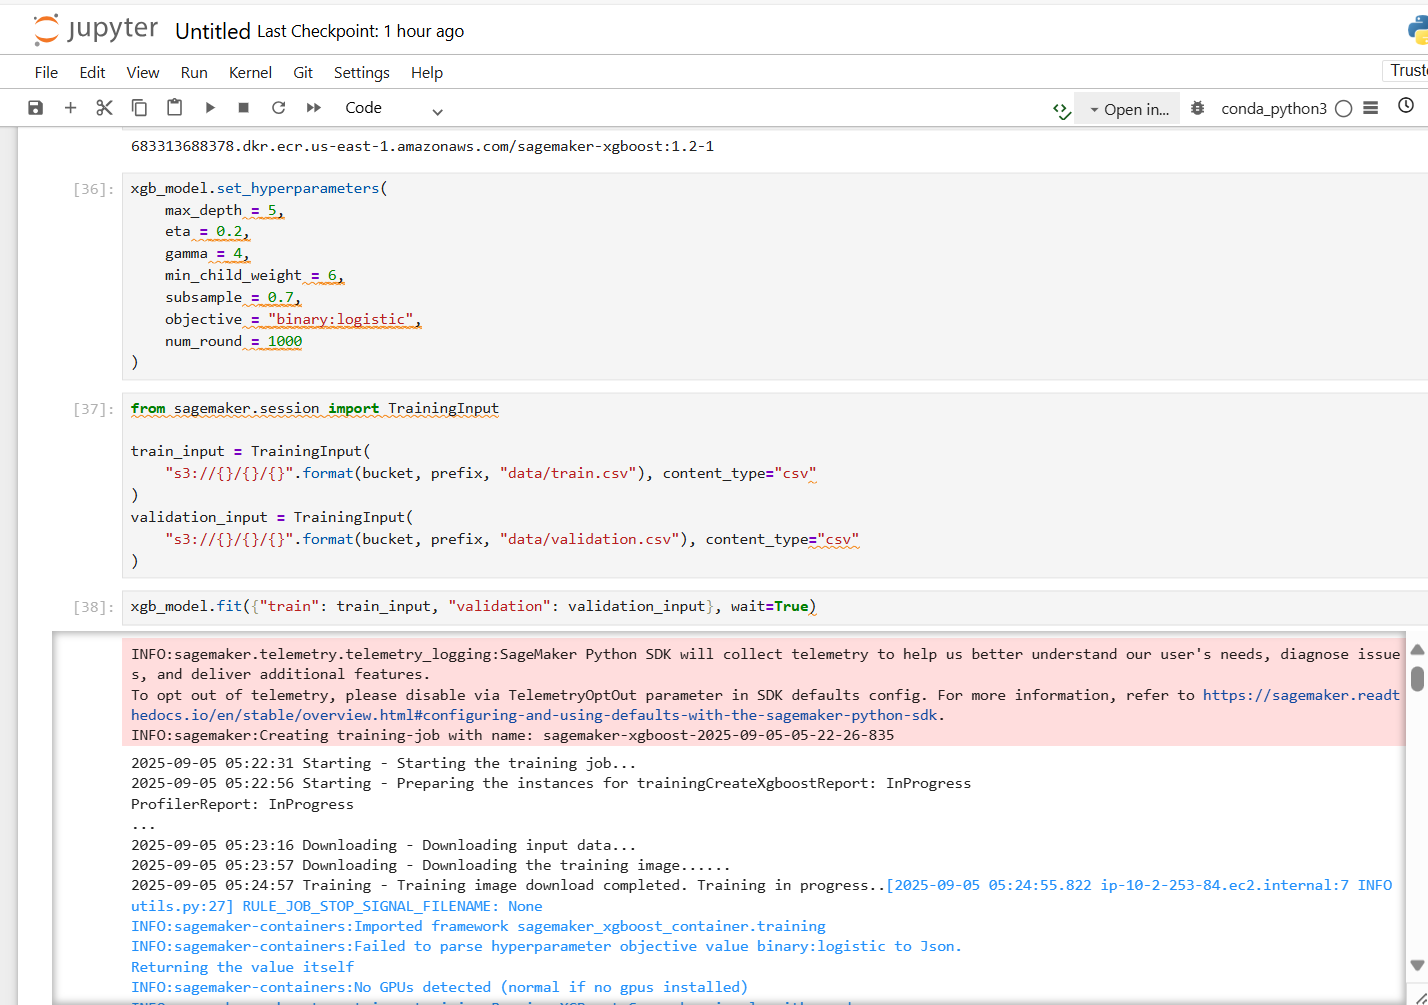 jupyter Untitled Last Checkpoint: 1 hour ago
File Edit View Run Kernel Git Settings Help
Code Open in... conda_python3
683313688378.dkr.ecr.us-east-1.amazonaws.com/sagemaker-xgboost:1.2-1
[36]: xgb_model.set_hyperparameters(
max_depth = 5,
eta = 0.2,
gamma = 4,
min_child_weight = 6,
subsample = 0.7,
objective = "binary:logistic",
num_round = 1000
)
[37]: from sagemaker.session import TrainingInput
train_input = TrainingInput(
"s3://{}/{}/{}".format(bucket, prefix, "data/train.csv"), content_type="csv"
)
validation_input = TrainingInput(
"s3://{}/{}/{}".format(bucket, prefix, "data/validation.csv"), content_type="csv"
)
[38]: xgb_model.fit({"train": train_input, "validation": validation_input}, wait=True)
INFO:sagemaker.telemetry.telemetry_logging:SageMaker Python SDK will collect telemetry to help us better understand our user's needs, diagnose issue
s, and deliver additional features.
To opt out of telemetry, please disable via TelemetryOptOut parameter in SDK defaults config. For more information, refer to https://sagemaker.readt
hedocs.io/en/stable/overview.html#configuring-and-using-defaults-with-the-sagemaker-python-sdk.
INFO:sagemaker:Creating training-job with name: sagemaker-xgboost-2025-09-05-05-22-26-835
2025-09-05 05:22:31 Starting - Starting the training job...
2025-09-05 05:22:56 Starting - Preparing the instances for trainingCreateXgboostReport: InProgress
ProfilerReport: InProgress
...
2025-09-05 05:23:16 Downloading - Downloading input data...
2025-09-05 05:23:57 Downloading - Downloading the training image......
2025-09-05 05:24:57 Training - Training image download completed. Training in progress..[2025-09-05 05:24:55.822 ip-10-2-253-84.ec2.internal:7 INFO
utils.py:27] RULE_JOB_STOP_SIGNAL_FILENAME: None
INFO:sagemaker-containers:Imported framework sagemaker_xgboost_container.training
INFO:sagemaker-containers:Failed to parse hyperparameter objective value binary:logistic to Json.
Returning the value itself
INFO:sagemaker-containers:No GPUs detected (normal if no gpus installed)